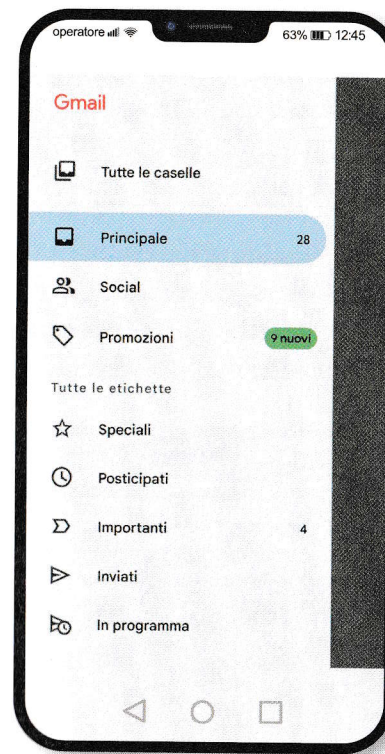 operatore 63% 12:45
Gmail
Tutte le caselle
Principale 28
Social
Promozioni 9 nuovi
Tutte le etichette
Speciali
Posticipati
Importanti 4
Inviati
In programma